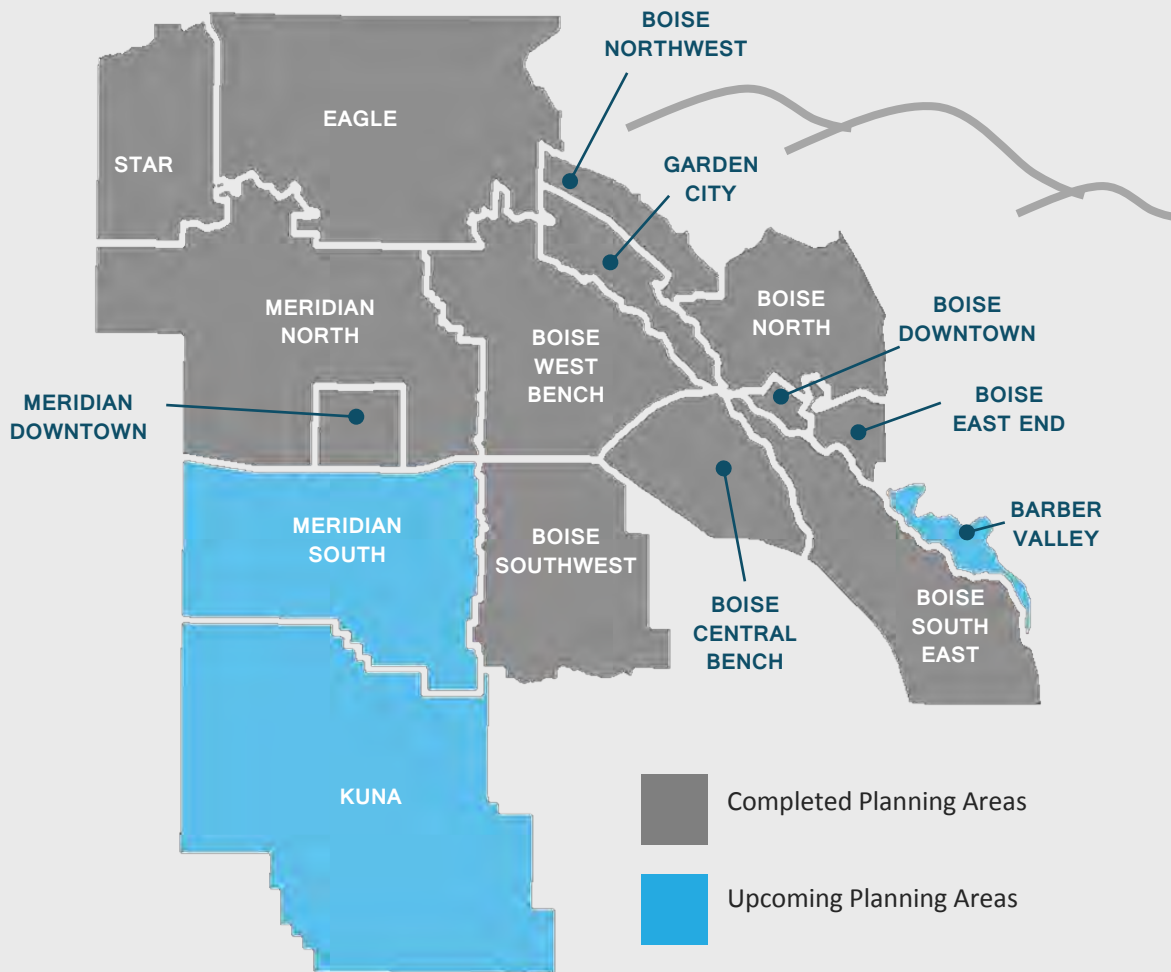 BOISE
NORTHWEST
EAGLE
STAR
GARDEN
CITY
MERIDIAN
NORTH
BOISE
WEST
BENCH
BOISE
NORTH
BOISE
DOWNTOWN
MERIDIAN
DOWNTOWN
BOISE
EAST END
MERIDIAN
SOUTH
BOISE
SOUTHWEST
BARBER
VALLEY
BOISE
CENTRAL
BENCH
BOISE
SOUTH
EAST
KUNA
Completed Planning Areas
Upcoming Planning Areas